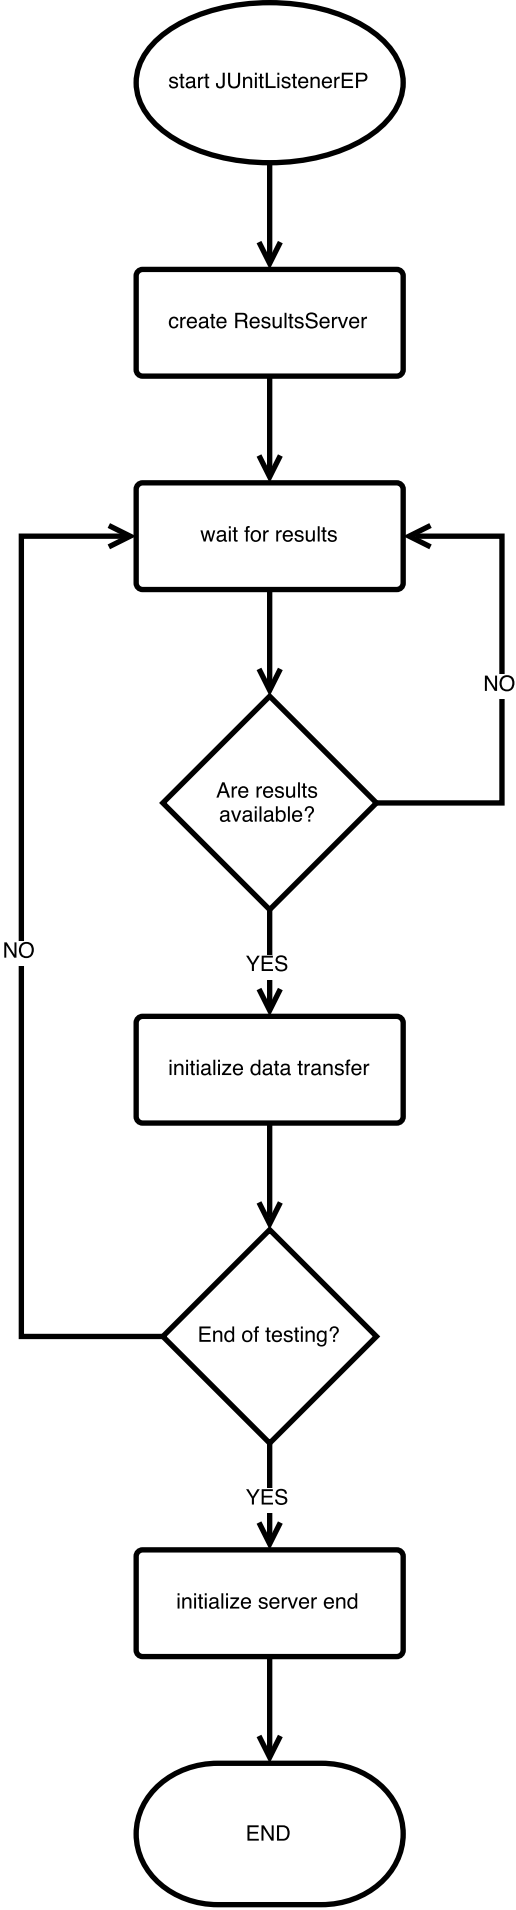 start JUnitListenerEP
create ResultsServer
wait for results
NO
Are results
available?
NO
YES
initialize data transfer
End of testing?
YES
initialize server end
END